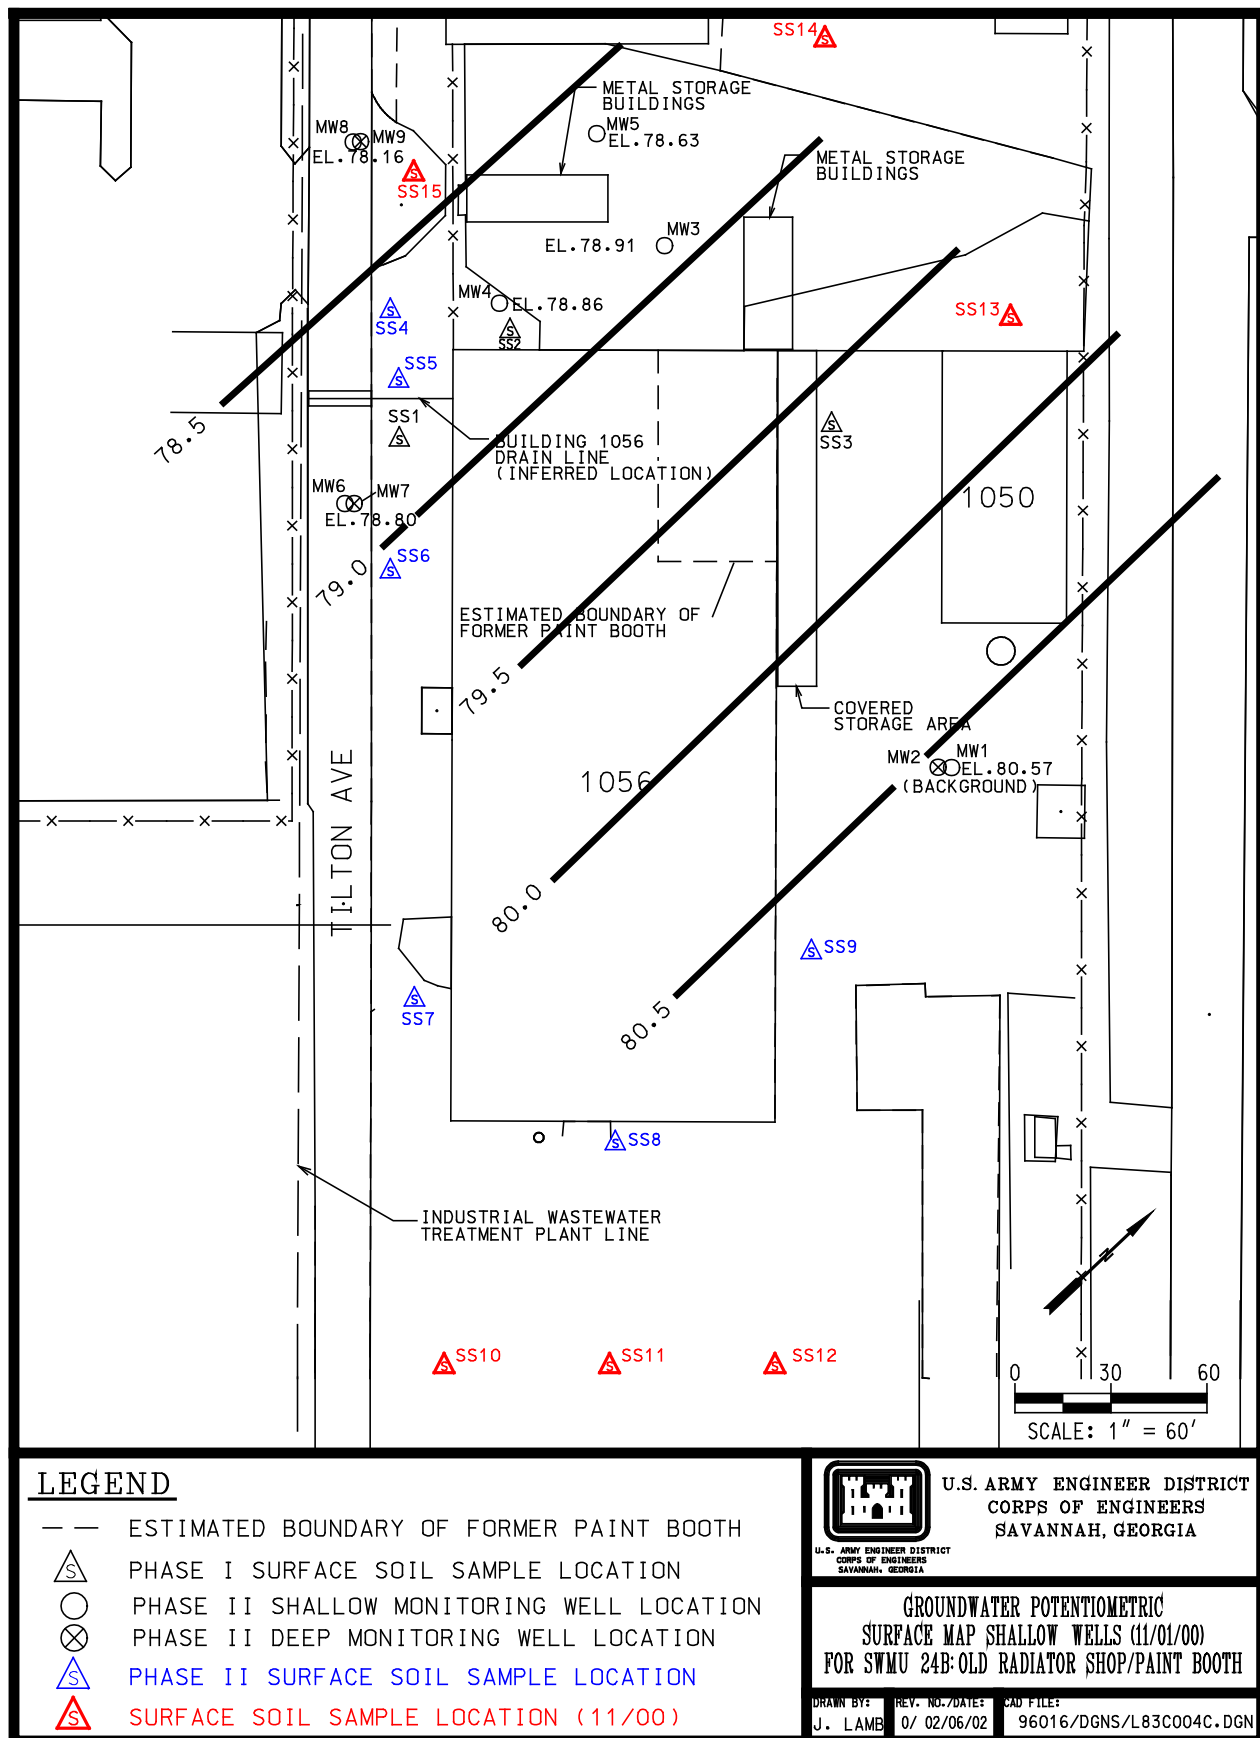 SS14
METAL STORAGE
BUILDINGS
MW8
MW9
EL.78.16
MW5
EL.78.63
METAL STORAGE
BUILDINGS
SS15
MW3
EL.78.91
MW4
EL.78.86
SS2
SS4
SS13
SS5
SS1
78.5
SS3
BUILDING 1056
DRAIN LINE
(INFERRED LOCATION)
MW6
MW7
EL.78.80
1050
SS6
79.0
ESTIMATED BOUNDARY OF
FORMER PAINT BOOTH
79.5
COVERED
STORAGE AREA
MW2
MW1
EL.80.57
(BACKGROUND)
1056
TILTON AVE
80.0
SS9
SS7
80.5
SS8
INDUSTRIAL WASTEWATER
TREATMENT PLANT LINE
N
SS10
SS11
SS12
0 30 60
SCALE: 1" = 60'
LEGEND
ESTIMATED BOUNDARY OF FORMER PAINT BOOTH
S PHASE I SURFACE SOIL SAMPLE LOCATION
PHASE II SHALLOW MONITORING WELL LOCATION
PHASE II DEEP MONITORING WELL LOCATION
S PHASE II SURFACE SOIL SAMPLE LOCATION
S SURFACE SOIL SAMPLE LOCATION (11/00)
U.S. ARMY ENGINEER DISTRICT
CORPS OF ENGINEERS
SAVANNAH, GEORGIA
U.S. ARMY ENGINEER DISTRICT
CORPS OF ENGINEERS
SAVANNAH, GEORGIA
GROUNDWATER POTENTIOMETRIC
SURFACE MAP SHALLOW WELLS (11/01/00)
FOR SWMU 24B: OLD RADIATOR SHOP/PAINT BOOTH
DRAWN BY:
J. LAMB
REV. NO./DATE:
0/ 02/06/02
CAD FILE:
96016/DGNS/L83C004C.DGN